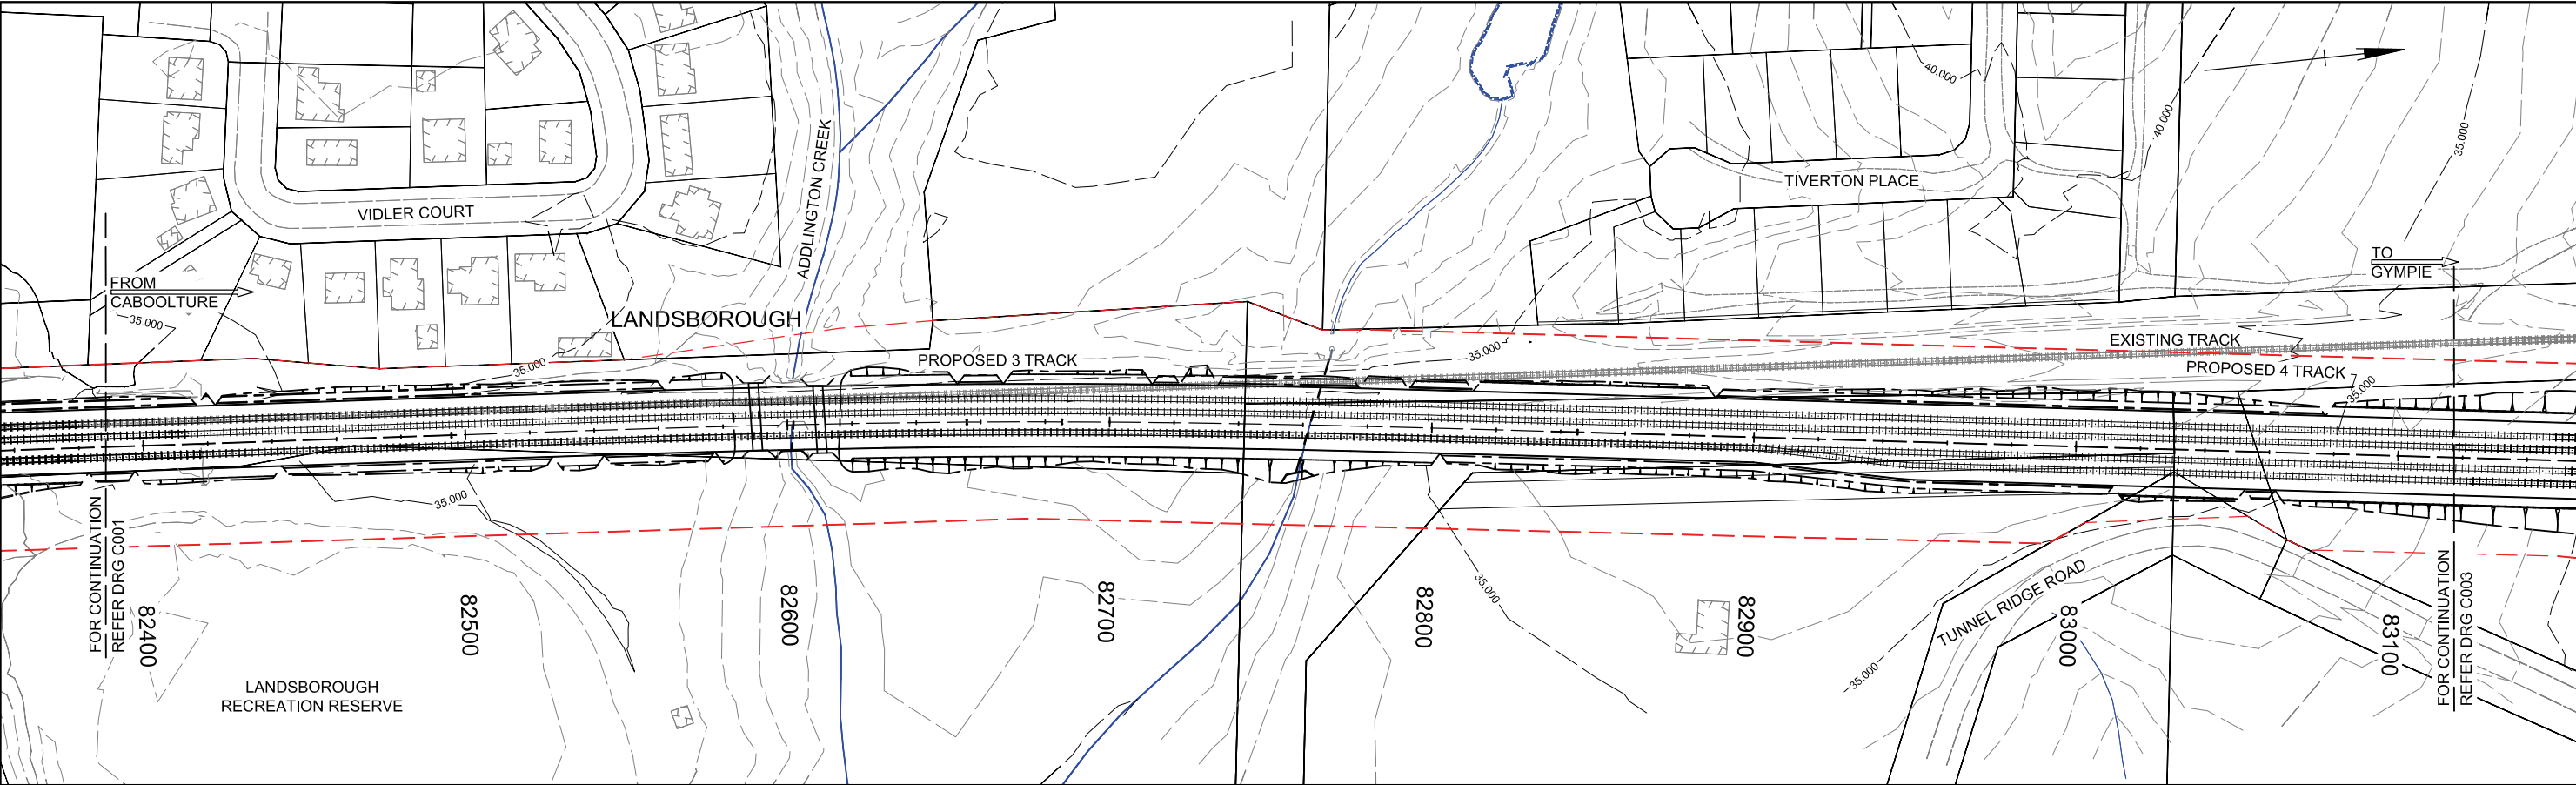 40.000
40.000
35.000
ADDLINGTON CREEK
TIVERTON PLACE
VIDLER COURT
TO
GYMPIE
FROM
CABOOLTURE
35.000
LANDSBOROUGH
EXISTING TRACK
PROPOSED 3 TRACK
35.000
35.000
PROPOSED 4 TRACK
35.000
35.000
FOR CONTINUATION
REFER DRG C001
82400
82500
82600
82700
82800
35.000
82900
35.000
TUNNEL RIDGE ROAD
83000
83100
FOR CONTINUATION
REFER DRG C003
LANDSBOROUGH
RECREATION RESERVE